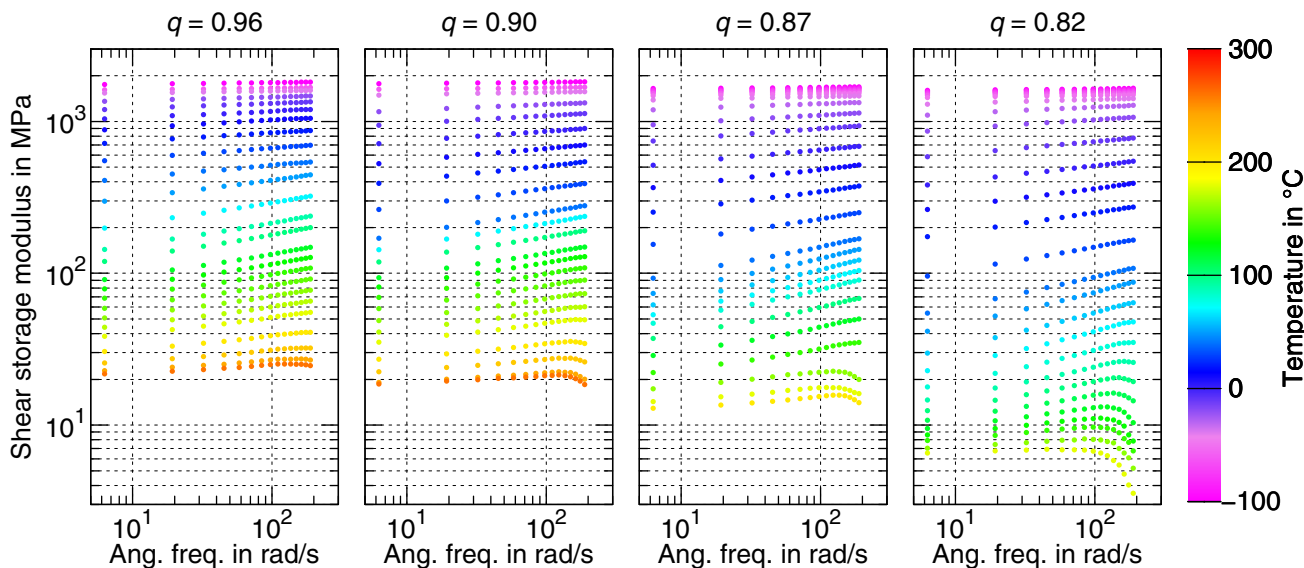 q = 0.96
q = 0.90
q = 0.87
q = 0.82
Shear storage modulus in MPa
10³
10²
10¹
10¹ 10²
10¹ 10²
10¹ 10²
10¹ 10²
Ang. freq. in rad/s
Ang. freq. in rad/s
Ang. freq. in rad/s
Ang. freq. in rad/s
300
200
100
0
−100
Temperature in °C